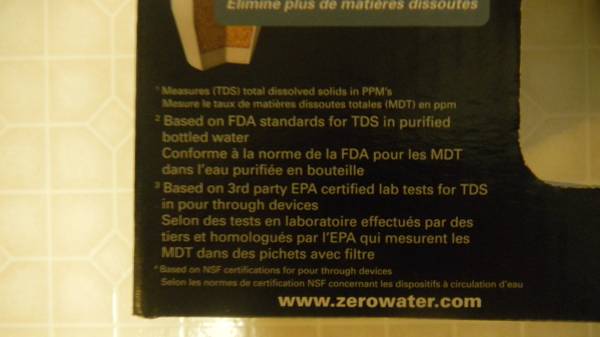 Élimine plus de matières dissoutes
¹ Measures (TDS) total dissolved solids in PPM's
Mesure le taux de matières dissoutes totales (MDT) en ppm
² Based on FDA standards for TDS in purified
bottled water
Conforme à la norme de la FDA pour les MDT
dans l'eau purifiée en bouteille
³ Based on 3rd party EPA certified lab tests for TDS
in pour through devices
Selon des tests en laboratoire effectués par des
tiers et homologués par l'EPA qui mesurent les
MDT dans des pichets avec filtre
⁴ Based on NSF certifications for pour through devices
Selon les normes de certification NSF concernant les dispositifs à circulation d'eau
www.zerowater.com